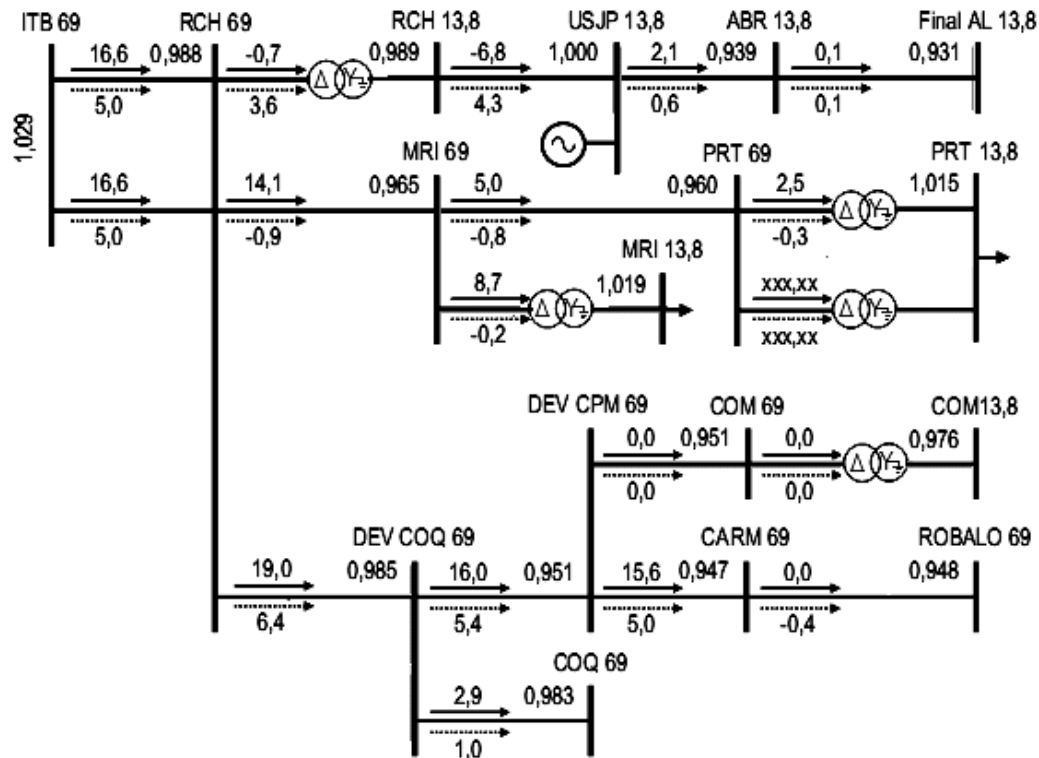 ITB 69 RCH 69 RCH 13,8 USJP 13,8 ABR 13,8 Final AL 13,8
16,6 0,988 -0,7 0,989 -6,8 1,000 2,1 0,939 0,1 0,931
Δ Y
5,0 3,6 4,3 0,6 0,1
1,029
MRI 69 PRT 69 PRT 13,8
16,6 14,1 0,965 5,0 0,960 2,5 1,015
Δ Y
5,0 -0,9 -0,8 -0,3
MRI 13,8
8,7 1,019 xxx,xx
Δ Y Δ Y
-0,2 xxx,xx
DEV CPM 69 COM 69 COM13,8
0,0 0,951 0,0 0,976
Δ Y
0,0 0,0
DEV COQ 69 CARM 69 ROBALO 69
19,0 0,985 16,0 0,951 15,6 0,947 0,0 0,948
6,4 5,4 5,0 -0,4
COQ 69
2,9 0,983
1,0